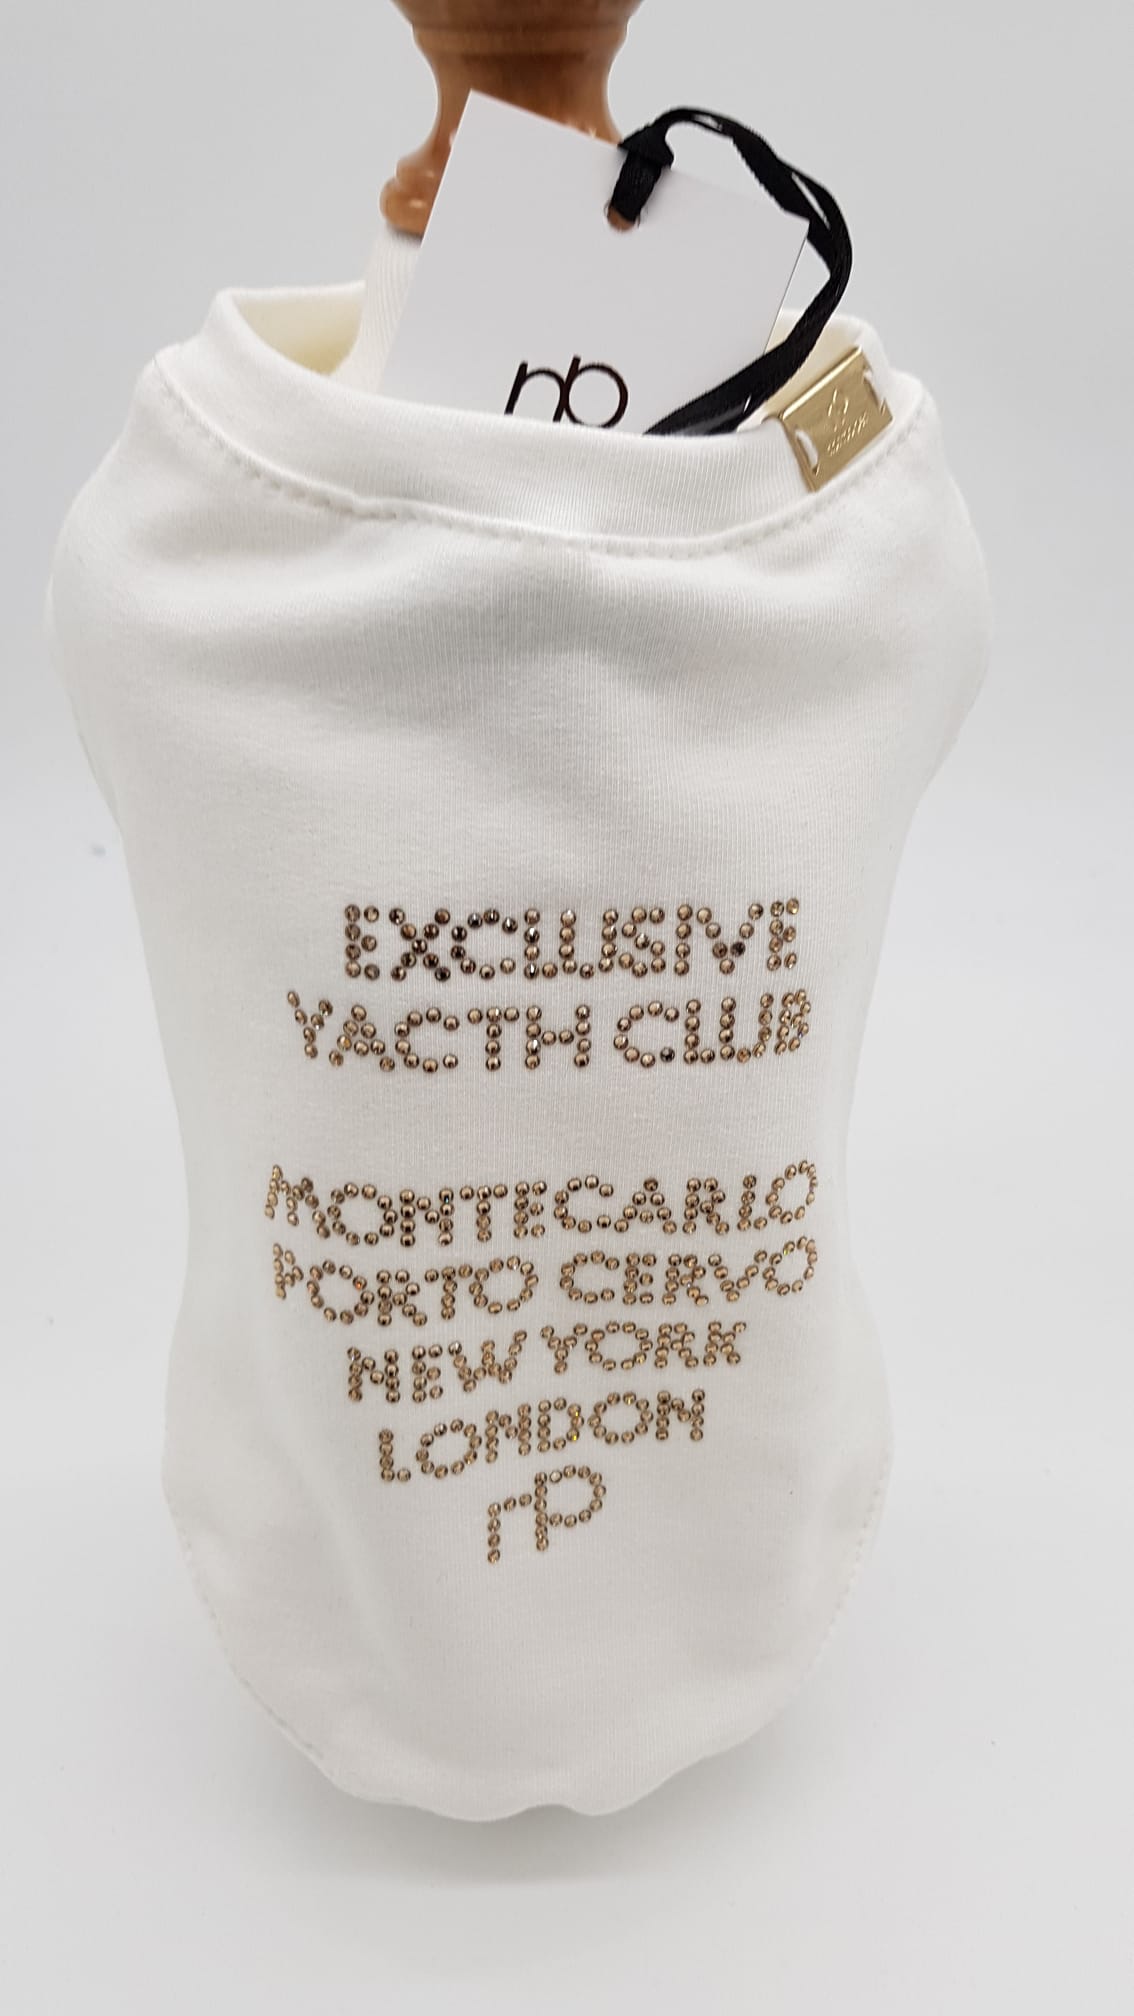 EXCLUSIVE
YACTH CLUB
MONTECARLO
PORTO CERVO
NEW YORK
LONDON
rP